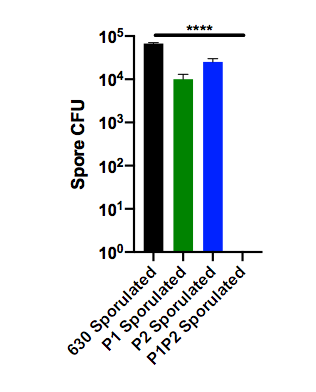 ****
10⁵
10⁴
10³
10²
10¹
10⁰
Spore CFU
630 Sporulated
P1 Sporulated
P2 Sporulated
P1P2 Sporulated